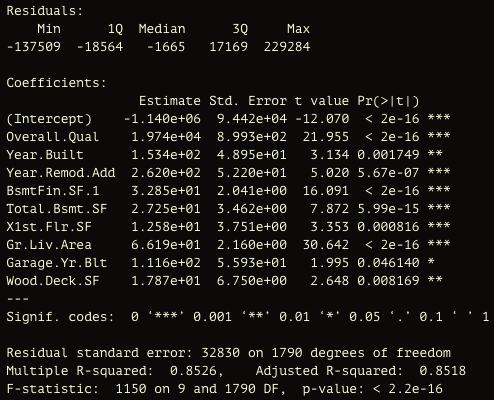 Residuals:
    Min      1Q  Median      3Q     Max
-137509  -18564   -1665   17169  229284

Coefficients:
                 Estimate Std. Error t value Pr(>|t|)
(Intercept)    -1.140e+06  9.442e+04 -12.070  < 2e-16 ***
Overall.Qual    1.974e+04  8.993e+02  21.955  < 2e-16 ***
Year.Built      1.534e+02  4.895e+01   3.134 0.001749 **
Year.Remod.Add  2.620e+02  5.220e+01   5.020 5.67e-07 ***
BsmtFin.SF.1    3.285e+01  2.041e+00  16.091  < 2e-16 ***
Total.Bsmt.SF   2.725e+01  3.462e+00   7.872 5.99e-15 ***
X1st.Flr.SF     1.258e+01  3.751e+00   3.353 0.000816 ***
Gr.Liv.Area     6.619e+01  2.160e+00  30.642  < 2e-16 ***
Garage.Yr.Blt   1.116e+02  5.593e+01   1.995 0.046140 *
Wood.Deck.SF    1.787e+01  6.750e+00   2.648 0.008169 **
---
Signif. codes:  0 ‘***’ 0.001 ‘**’ 0.01 ‘*’ 0.05 ‘.’ 0.1 ‘ ’ 1

Residual standard error: 32830 on 1790 degrees of freedom
Multiple R-squared:  0.8526,    Adjusted R-squared:  0.8518
F-statistic:  1150 on 9 and 1790 DF,  p-value: < 2.2e-16